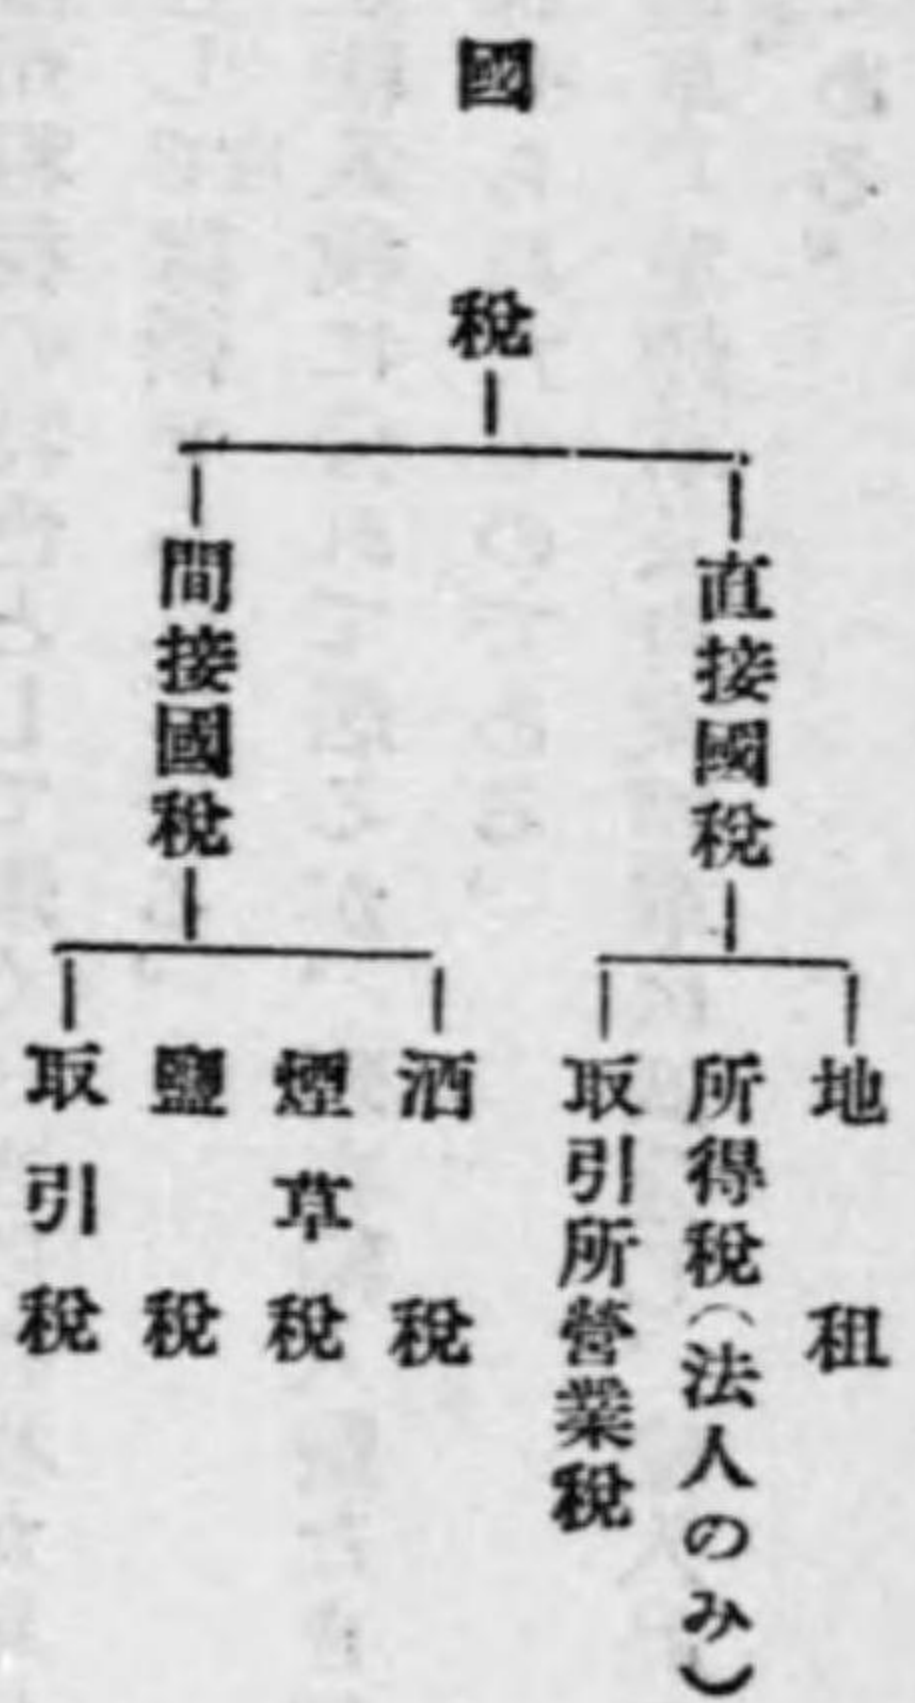 國稅
直接國稅
地租
所得稅(法人のみ)
取引所營業稅
間接國稅
酒稅
煙草稅
鹽稅
取引稅